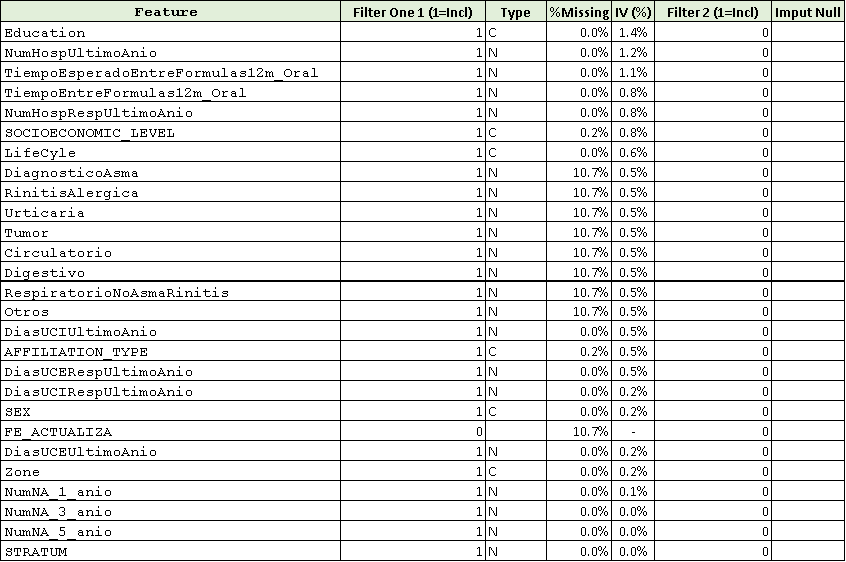 Feature Filter One 1 (1=Incl) Type %Missing IV (%) Filter 2 (1=Incl) Imput Null
Education 1 C 0.0% 1.4% 0
NumHospUltimoAnio 1 N 0.0% 1.2% 0
TiempoEsperadoEntreFormulas12m_Oral 1 N 0.0% 1.1% 0
TiempoEntreFormulas12m_Oral 1 N 0.0% 0.8% 0
NumHospRespUltimoAnio 1 N 0.0% 0.8% 0
SOCIOECONOMIC_LEVEL 1 C 0.2% 0.8% 0
LifeCyle 1 C 0.0% 0.6% 0
DiagnosticoAsma 1 N 10.7% 0.5% 0
RinitisAlergica 1 N 10.7% 0.5% 0
Urticaria 1 N 10.7% 0.5% 0
Tumor 1 N 10.7% 0.5% 0
Circulatorio 1 N 10.7% 0.5% 0
Digestivo 1 N 10.7% 0.5% 0
RespiratorioNoAsmaRinitis 1 N 10.7% 0.5% 0
Otros 1 N 10.7% 0.5% 0
DiasUCIUltimoAnio 1 N 0.0% 0.5% 0
AFFILIATION_TYPE 1 C 0.2% 0.5% 0
DiasUCERespUltimoAnio 1 N 0.0% 0.5% 0
DiasUCIRespUltimoAnio 1 N 0.0% 0.2% 0
SEX 1 C 0.0% 0.2% 0
FE_ACTUALIZA 0 10.7% - 0
DiasUCEUltimoAnio 1 N 0.0% 0.2% 0
Zone 1 C 0.0% 0.2% 0
NumNA_1_anio 1 N 0.0% 0.1% 0
NumNA_3_anio 1 N 0.0% 0.0% 0
NumNA_5_anio 1 N 0.0% 0.0% 0
STRATUM 1 N 0.0% 0.0% 0